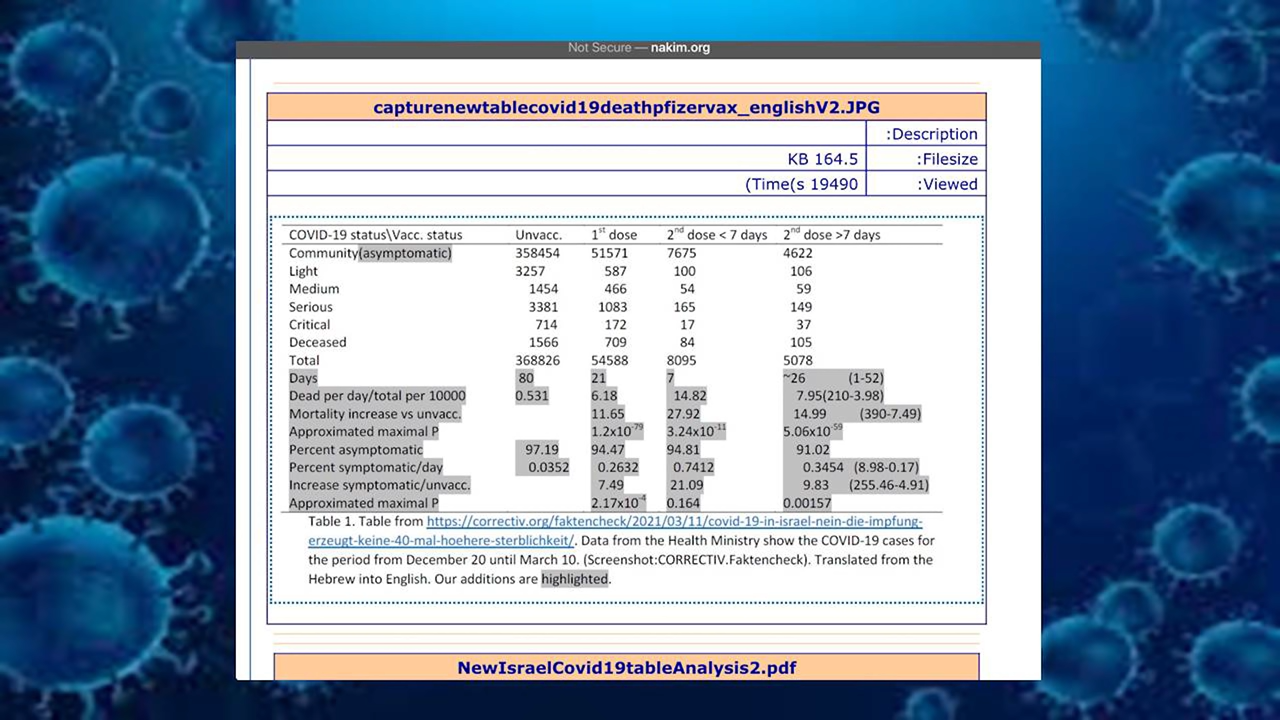 Not Secure — nakim.org
capturenewtablecovid19deathpfizervax_englishV2.JPG
:Description
KB 164.5 :Filesize
(Time(s 19490 :Viewed
COVID-19 status\Vacc. status Unvacc. 1st dose 2nd dose < 7 days 2nd dose >7 days
Community(asymptomatic) 358454 51571 7675 4622
Light 3257 587 100 106
Medium 1454 466 54 59
Serious 3381 1083 165 149
Critical 714 172 17 37
Deceased 1566 709 84 105
Total 368826 54588 8095 5078
Days 80 21 7 ~26 (1-52)
Dead per day/total per 10000 0.531 6.18 14.82 7.95(210-3.98)
Mortality increase vs unvacc. 11.65 27.92 14.99 (390-7.49)
Approximated maximal P 1.2x10-79 3.24x10-11 5.06x10-59
Percent asymptomatic 97.19 94.47 94.81 91.02
Percent symptomatic/day 0.0352 0.2632 0.7412 0.3454 (8.98-0.17)
Increase symptomatic/unvacc. 7.49 21.09 9.83 (255.46-4.91)
Approximated maximal P 2.17x10-4 0.164 0.00157
Table 1. Table from https://correctiv.org/faktencheck/2021/03/11/covid-19-in-israel-nein-die-impfung-
erzeugt-keine-40-mal-hoehere-sterblichkeit/. Data from the Health Ministry show the COVID-19 cases for
the period from December 20 until March 10. (Screenshot:CORRECTIV.Faktencheck). Translated from the
Hebrew into English. Our additions are highlighted.
NewIsraelCovid19tableAnalysis2.pdf